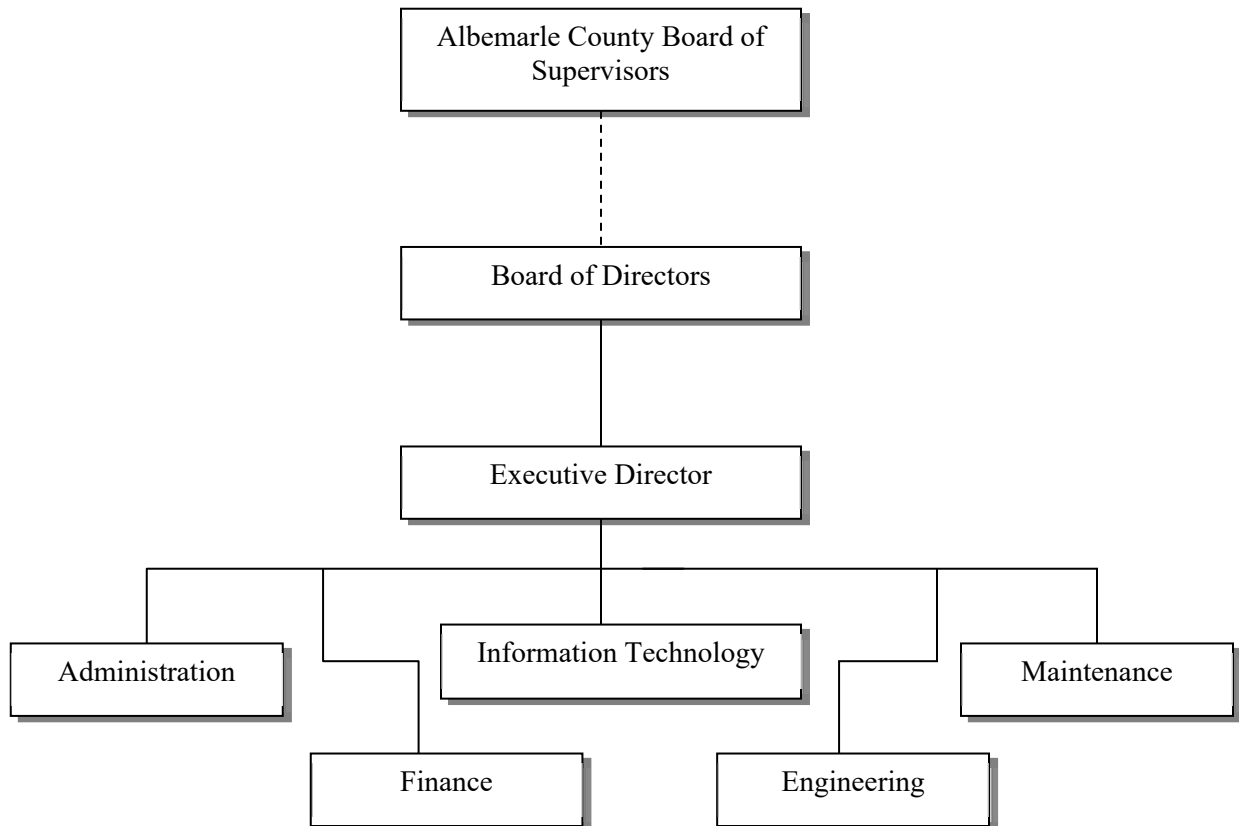 Albemarle County Board of
Supervisors
Board of Directors
Executive Director
Administration
Information Technology
Maintenance
Finance
Engineering